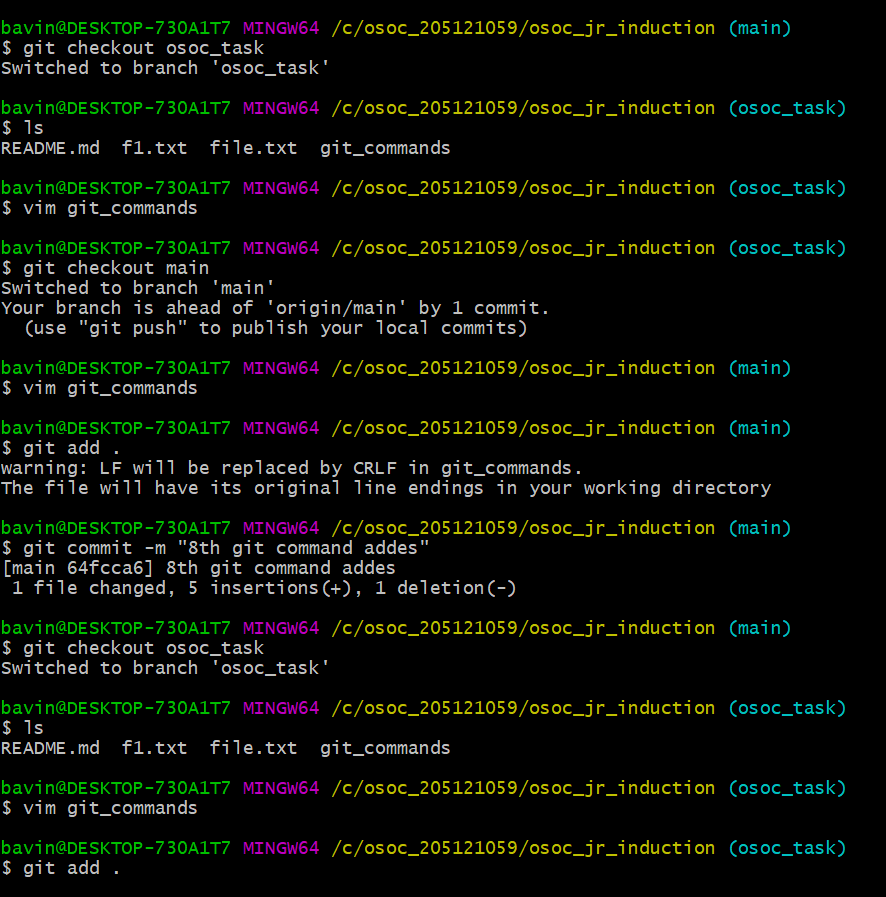 bavin@DESKTOP-730A1T7 MINGW64 /c/osoc_205121059/osoc_jr_induction (main)
$ git checkout osoc_task
Switched to branch 'osoc_task'
bavin@DESKTOP-730A1T7 MINGW64 /c/osoc_205121059/osoc_jr_induction (osoc_task)
$ ls
README.md  f1.txt  file.txt  git_commands
bavin@DESKTOP-730A1T7 MINGW64 /c/osoc_205121059/osoc_jr_induction (osoc_task)
$ vim git_commands
bavin@DESKTOP-730A1T7 MINGW64 /c/osoc_205121059/osoc_jr_induction (osoc_task)
$ git checkout main
Switched to branch 'main'
Your branch is ahead of 'origin/main' by 1 commit.
  (use "git push" to publish your local commits)
bavin@DESKTOP-730A1T7 MINGW64 /c/osoc_205121059/osoc_jr_induction (main)
$ vim git_commands
bavin@DESKTOP-730A1T7 MINGW64 /c/osoc_205121059/osoc_jr_induction (main)
$ git add .
warning: LF will be replaced by CRLF in git_commands.
The file will have its original line endings in your working directory
bavin@DESKTOP-730A1T7 MINGW64 /c/osoc_205121059/osoc_jr_induction (main)
$ git commit -m "8th git command addes"
[main 64fcca6] 8th git command addes
 1 file changed, 5 insertions(+), 1 deletion(-)
bavin@DESKTOP-730A1T7 MINGW64 /c/osoc_205121059/osoc_jr_induction (main)
$ git checkout osoc_task
Switched to branch 'osoc_task'
bavin@DESKTOP-730A1T7 MINGW64 /c/osoc_205121059/osoc_jr_induction (osoc_task)
$ ls
README.md  f1.txt  file.txt  git_commands
bavin@DESKTOP-730A1T7 MINGW64 /c/osoc_205121059/osoc_jr_induction (osoc_task)
$ vim git_commands
bavin@DESKTOP-730A1T7 MINGW64 /c/osoc_205121059/osoc_jr_induction (osoc_task)
$ git add .